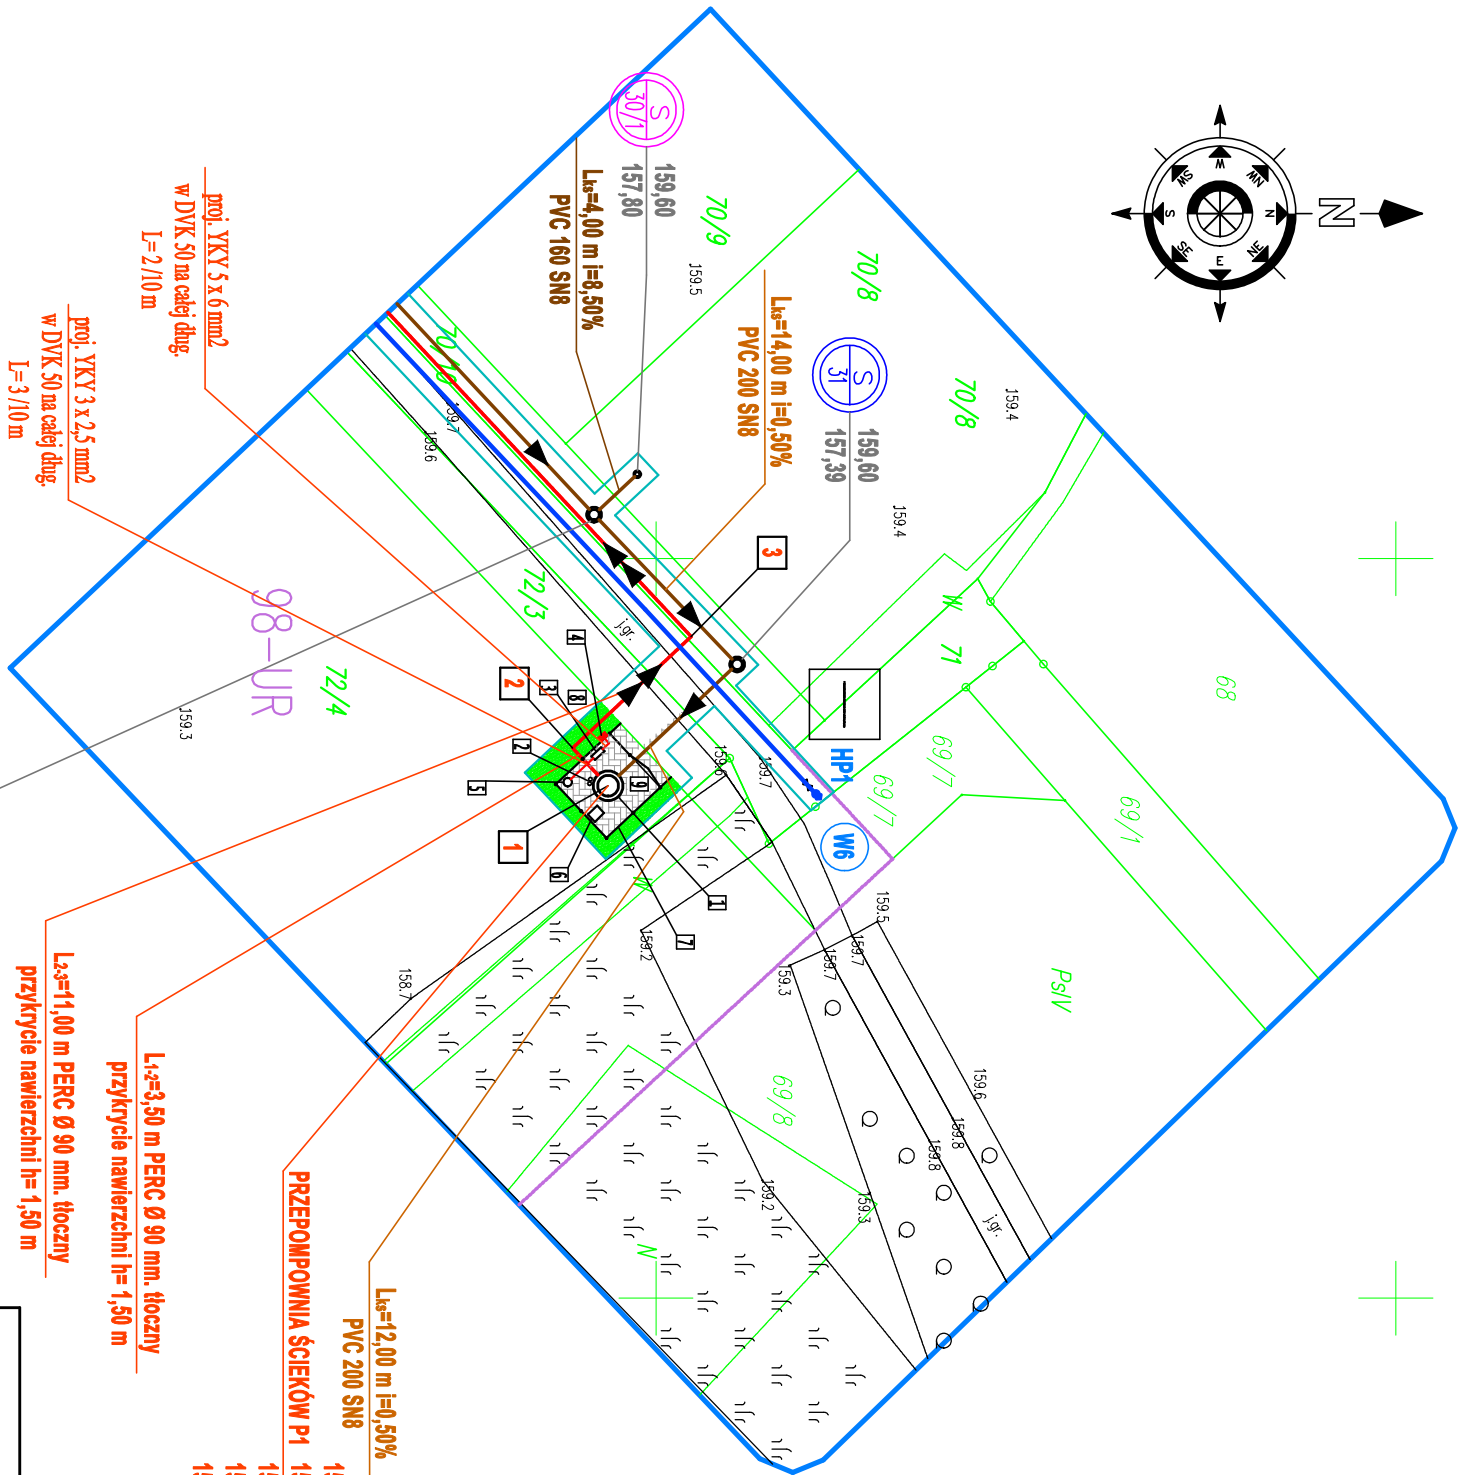 N
N
NE
E
SE
S
SW
W
NW
S
30/1
159,60
157,80
Lks=4,00 m i=8,50%
PVC 160 SN8
70/9
159.5
70/8
Lks=14,00 m i=0,50%
PVC 200 SN8
S
31
159,60
157,39
70/8
159.4
159.4
proj. YKY 5 x 6 mm2
w DVK 50 na całej dług.
L= 2 /10 m
proj. YKY 3 x 2,5 mm2
w DVK 50 na całej dług.
L= 3 /10 m
159.7
159.6
3
72/3
j.gr.
W
71
68
98-UR
72/4
159.3
4
2
3
8
2
9
5
1
6
1
7
HP1
W6
159.6
159.7
69/7
69/7
69/1
159.5
159.7
159.7
159.3
159.2
W
158.7
PsIV
69/8
159.6
159.8
159.8
159.3
159.2
j.gr.
N
L2-3=11,00 m PERC Ø 90 mm. tłoczny
przykrycie nawierzchni h= 1,50 m
L1-2=3,50 m PERC Ø 90 mm. tłoczny
przykrycie nawierzchni h= 1,50 m
PRZEPOMPOWNIA ŚCIEKÓW P1
Lks=12,00 m i=0,50%
PVC 200 SN8